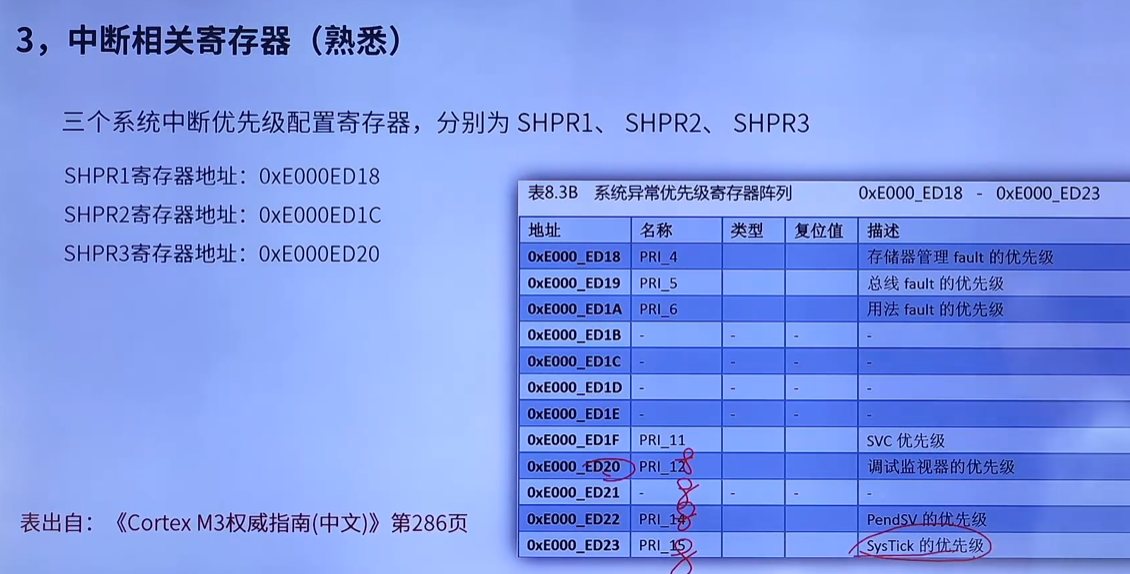 3，中断相关寄存器（熟悉）
三个系统中断优先级配置寄存器，分别为 SHPR1、 SHPR2、 SHPR3
SHPR1寄存器地址：0xE000ED18
SHPR2寄存器地址：0xE000ED1C
SHPR3寄存器地址：0xE000ED20
表8.3B 系统异常优先级寄存器阵列 0xE000_ED18 - 0xE000_ED23
地址 名称 类型 复位值 描述
0xE000_ED18 PRI_4 存储器管理 fault 的优先级
0xE000_ED19 PRI_5 总线 fault 的优先级
0xE000_ED1A PRI_6 用法 fault 的优先级
0xE000_ED1B - - - -
0xE000_ED1C - - - -
0xE000_ED1D - - - -
0xE000_ED1E - - - -
0xE000_ED1F PRI_11 SVC 优先级
0xE000_ED20 PRI_12 8 调试监视器的优先级
0xE000_ED21 - 8 - - -
0xE000_ED22 PRI_14 8 PendSV 的优先级
0xE000_ED23 PRI_15 8 SysTick 的优先级
表出自：《Cortex M3权威指南(中文)》第286页